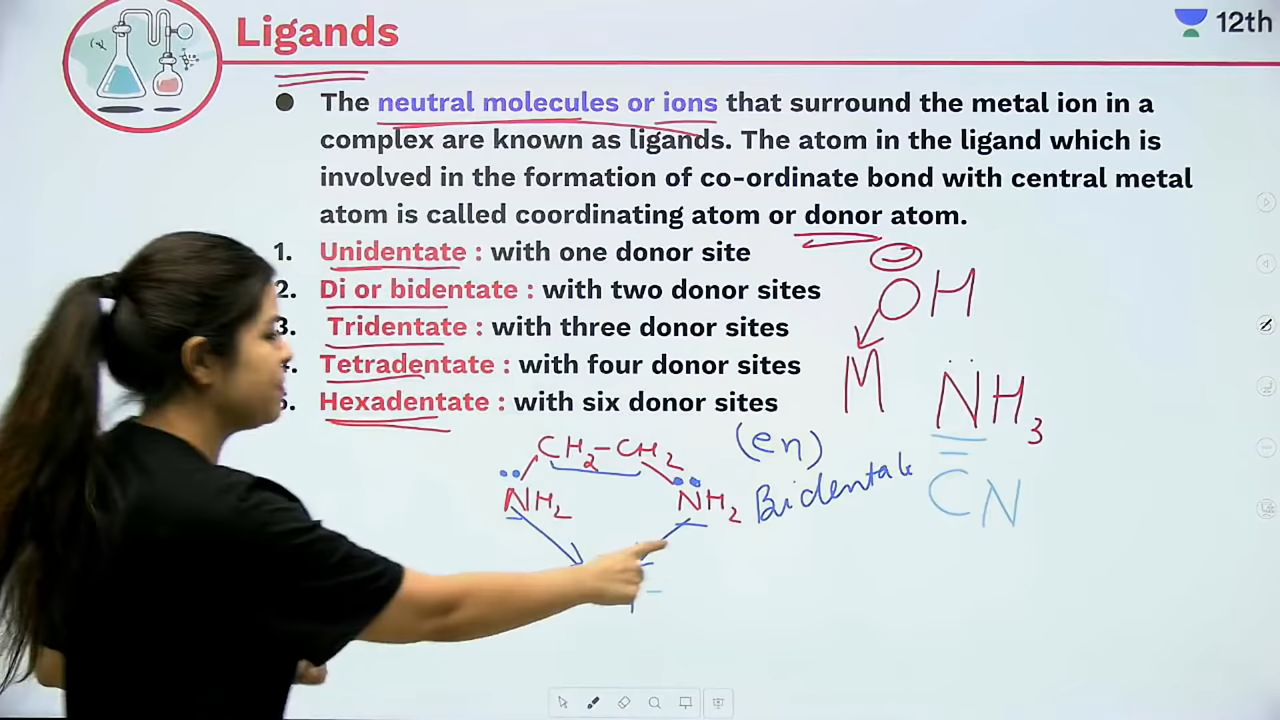 Ligands
12th
The neutral molecules or ions that surround the metal ion in a
complex are known as ligands. The atom in the ligand which is
involved in the formation of co-ordinate bond with central metal
atom is called coordinating atom or donor atom.
1. Unidentate : with one donor site
2. Di or bidentate : with two donor sites
3. Tridentate : with three donor sites
4. Tetradentate : with four donor sites
5. Hexadentate : with six donor sites
OH
M
NH3
CN
CH2-CH2
NH2 NH2
(en)